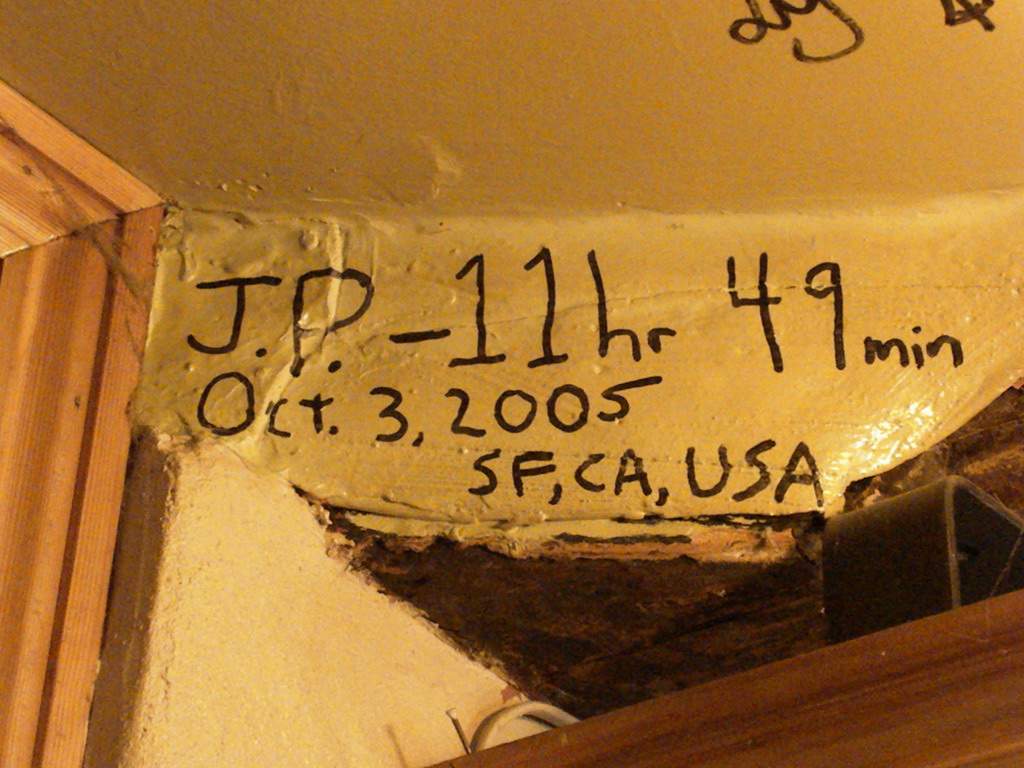 J.P. - 11hr 49min
Oct. 3, 2005
SF, CA, USA